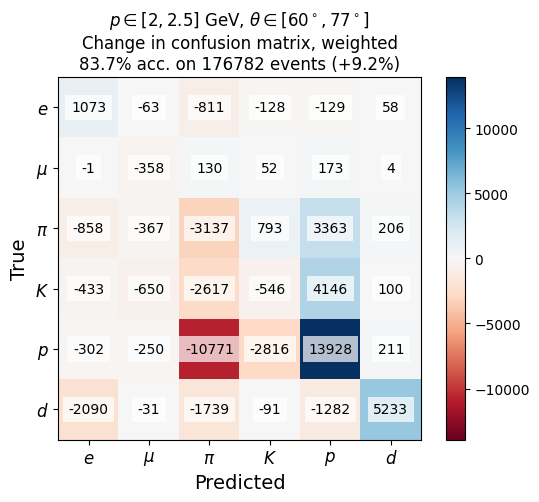 p ∈ [2, 2.5] GeV, θ ∈ [60°, 77°]
Change in confusion matrix, weighted
83.7% acc. on 176782 events (+9.2%)
e 1073 -63 -811 -128 -129 58
μ -1 -358 130 52 173 4
π -858 -367 -3137 793 3363 206
K -433 -650 -2617 -546 4146 100
p -302 -250 -10771 -2816 13928 211
d -2090 -31 -1739 -91 -1282 5233
e μ π K p d
Predicted
True
10000
5000
0
−5000
−10000